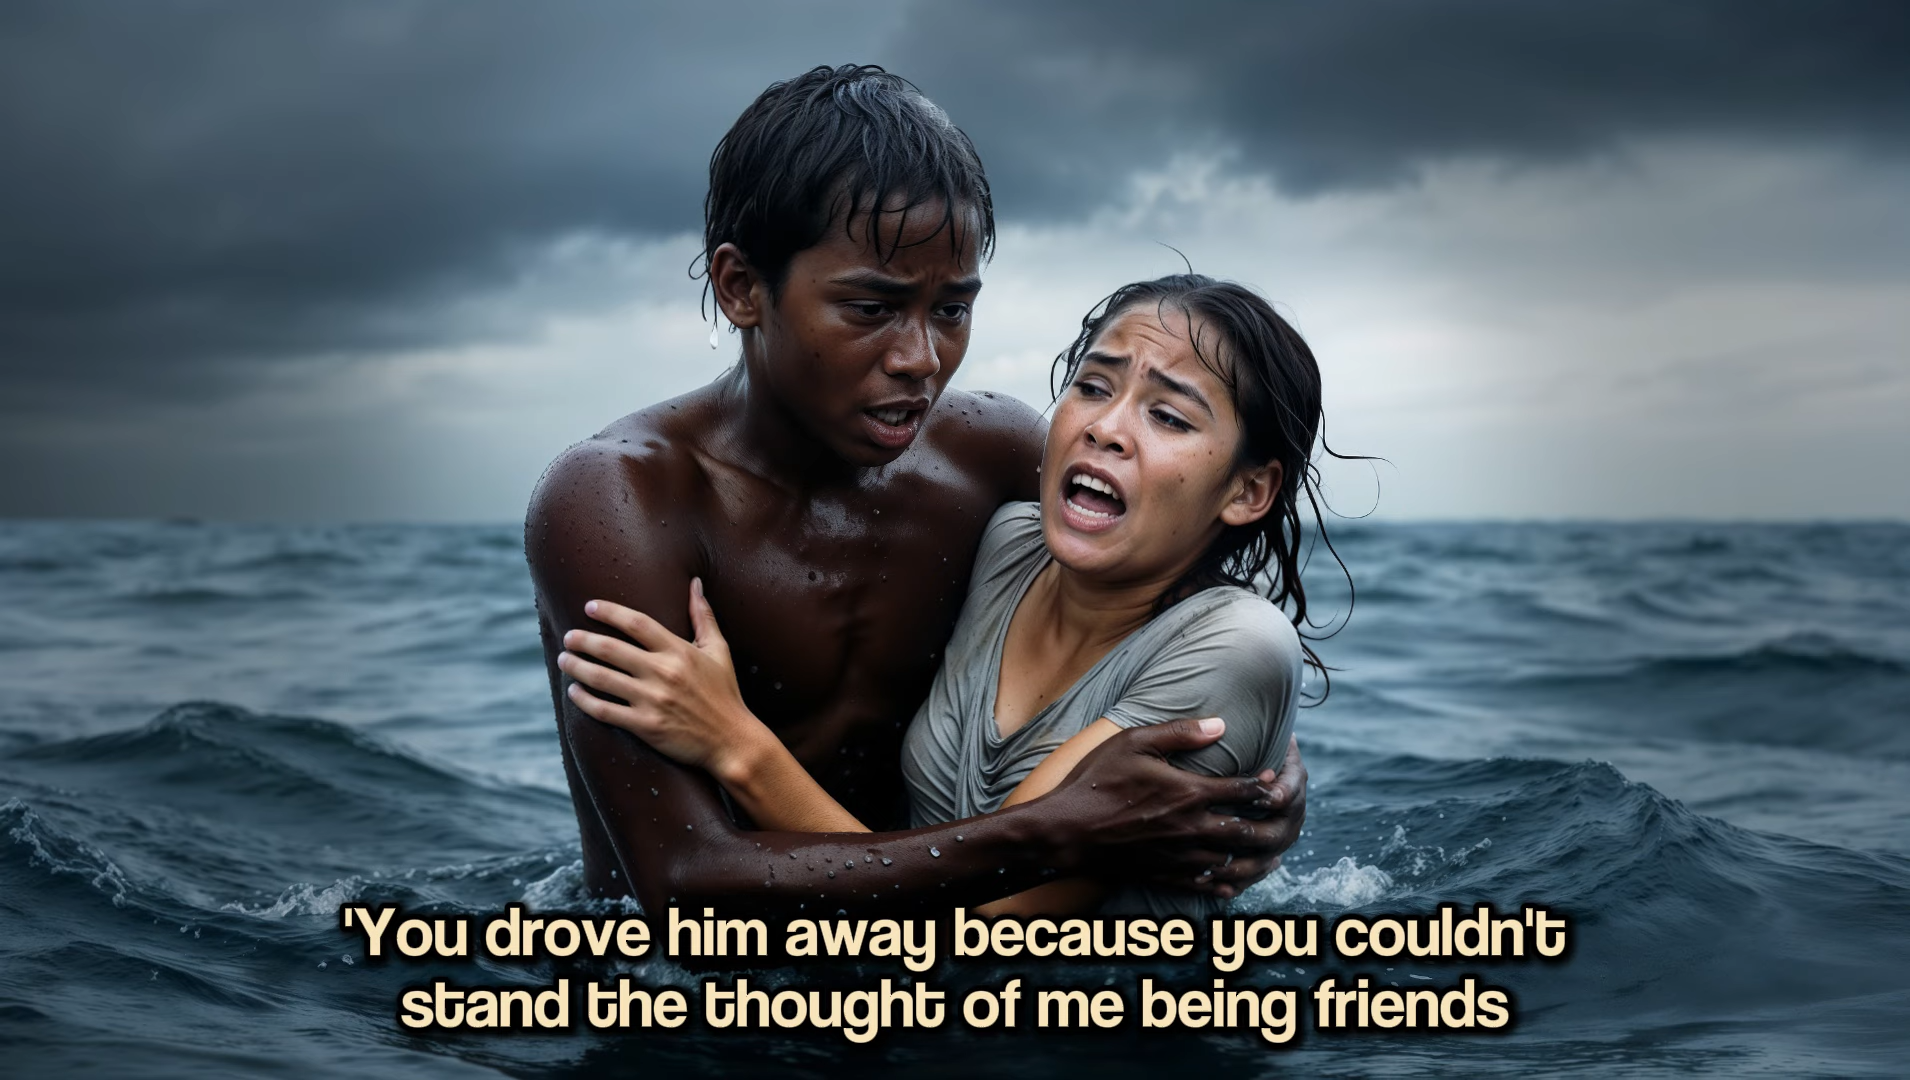 'You drove him away because you couldn't
stand the thought of me being friends